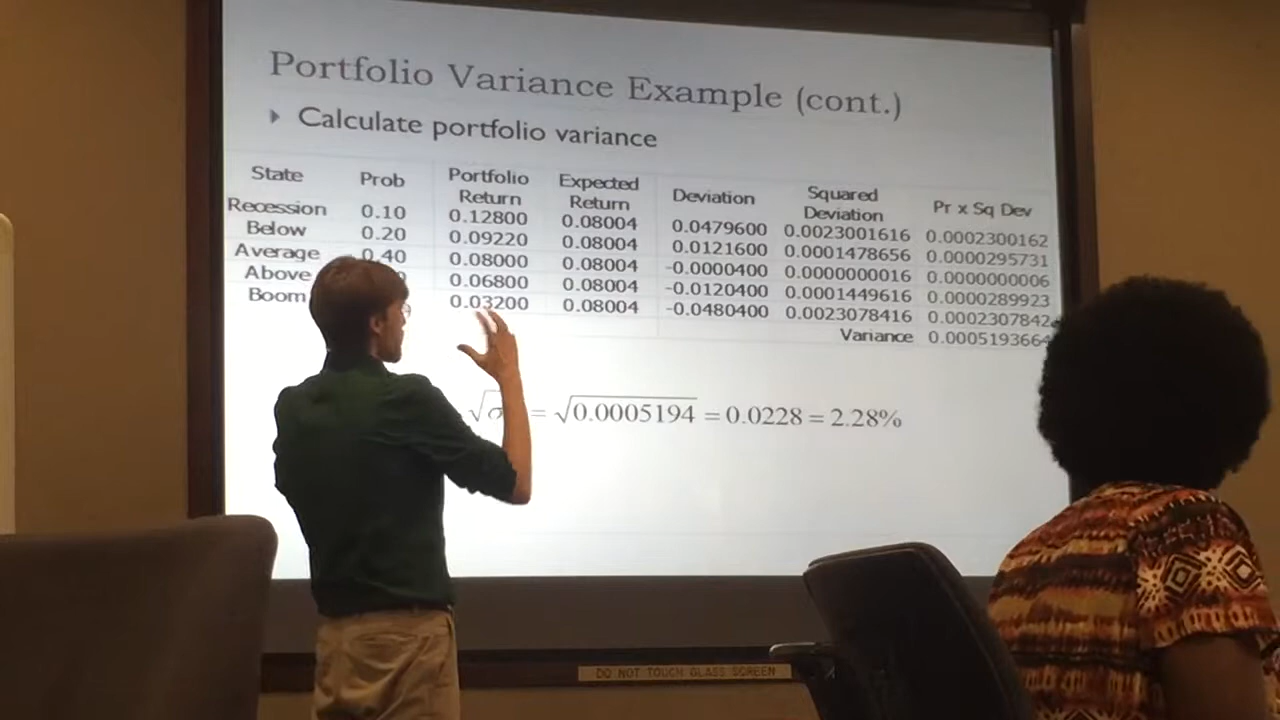 Portfolio Variance Example (cont.)
Calculate portfolio variance
State Prob Portfolio Return Expected Return Deviation Squared Deviation Pr x Sq Dev
Recession 0.10 0.12800 0.08004 0.0479600 0.0023001616 0.0002300162
Below 0.20 0.09220 0.08004 0.0121600 0.0001478656 0.0000295731
Average 0.40 0.08000 0.08004 -0.0000400 0.0000000016 0.0000000006
Above 0.06800 0.08004 -0.0120400 0.0001449616 0.0000289923
Boom 0.03200 0.08004 -0.0480400 0.0023078416 0.0002307842
Variance 0.0005193664
= √0.0005194 = 0.0228 = 2.28%
DO NOT TOUCH GLASS SCREEN